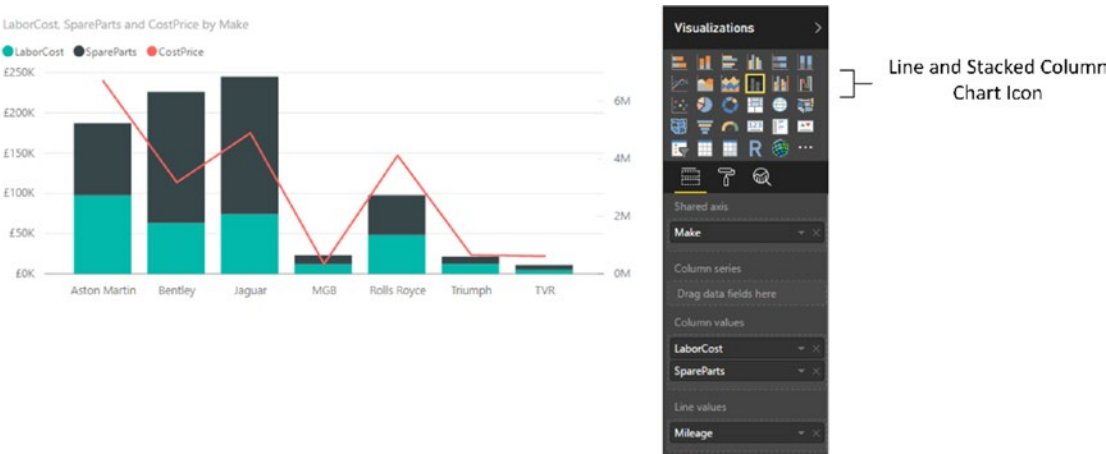 LaborCost, SpareParts and CostPrice by Make
LaborCost SpareParts CostPrice
£250K
£200K
£150K
£100K
£50K
£0K
6M
4M
2M
0M
Aston Martin Bentley Jaguar MGB Rolls Royce Triumph TVR
Visualizations
R
123
Shared axis
Make
Column series
Drag data fields here
Column values
LaborCost
SpareParts
Line values
Mileage
Line and Stacked Column
Chart Icon